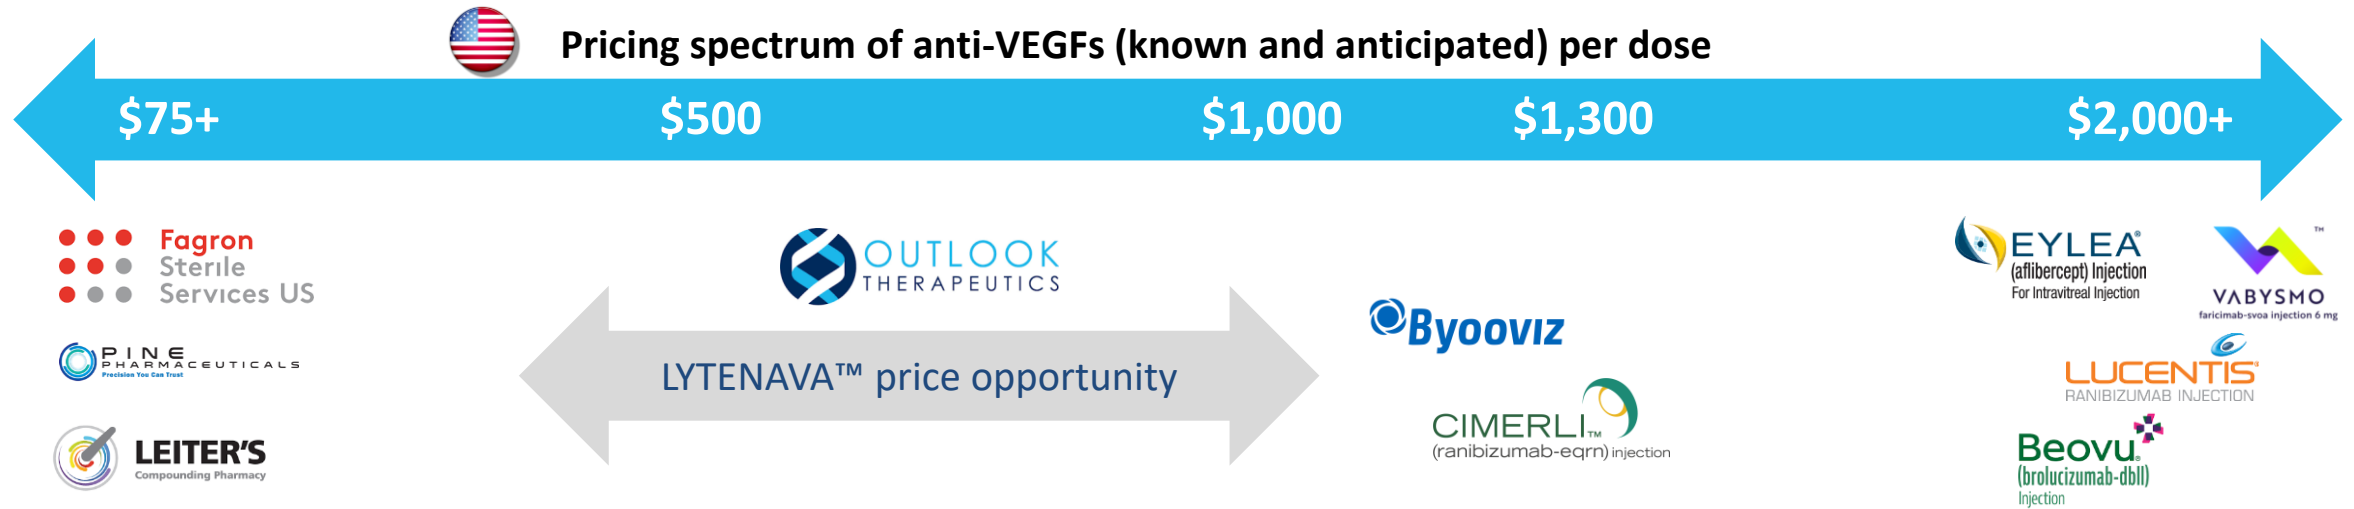 Pricing spectrum of anti-VEGFs (known and anticipated) per dose
$75+
$500
$1,000
$1,300
$2,000+
Fagron
Sterile
Services US
PINE
PHARMACEUTICALS
Precision You Can Trust
LEITER'S
Compounding Pharmacy
OUTLOOK
THERAPEUTICS
LYTENAVA™ price opportunity
Byooviz
CIMERLI™
(ranibizumab-eqrn) injection
EYLEA®
(aflibercept) Injection
For Intravitreal Injection
TM
VABYSMO
faricimab-svoa injection 6 mg
LUCENTIS®
RANIBIZUMAB INJECTION
Beovu®
(brolucizumab-dbll)
Injection